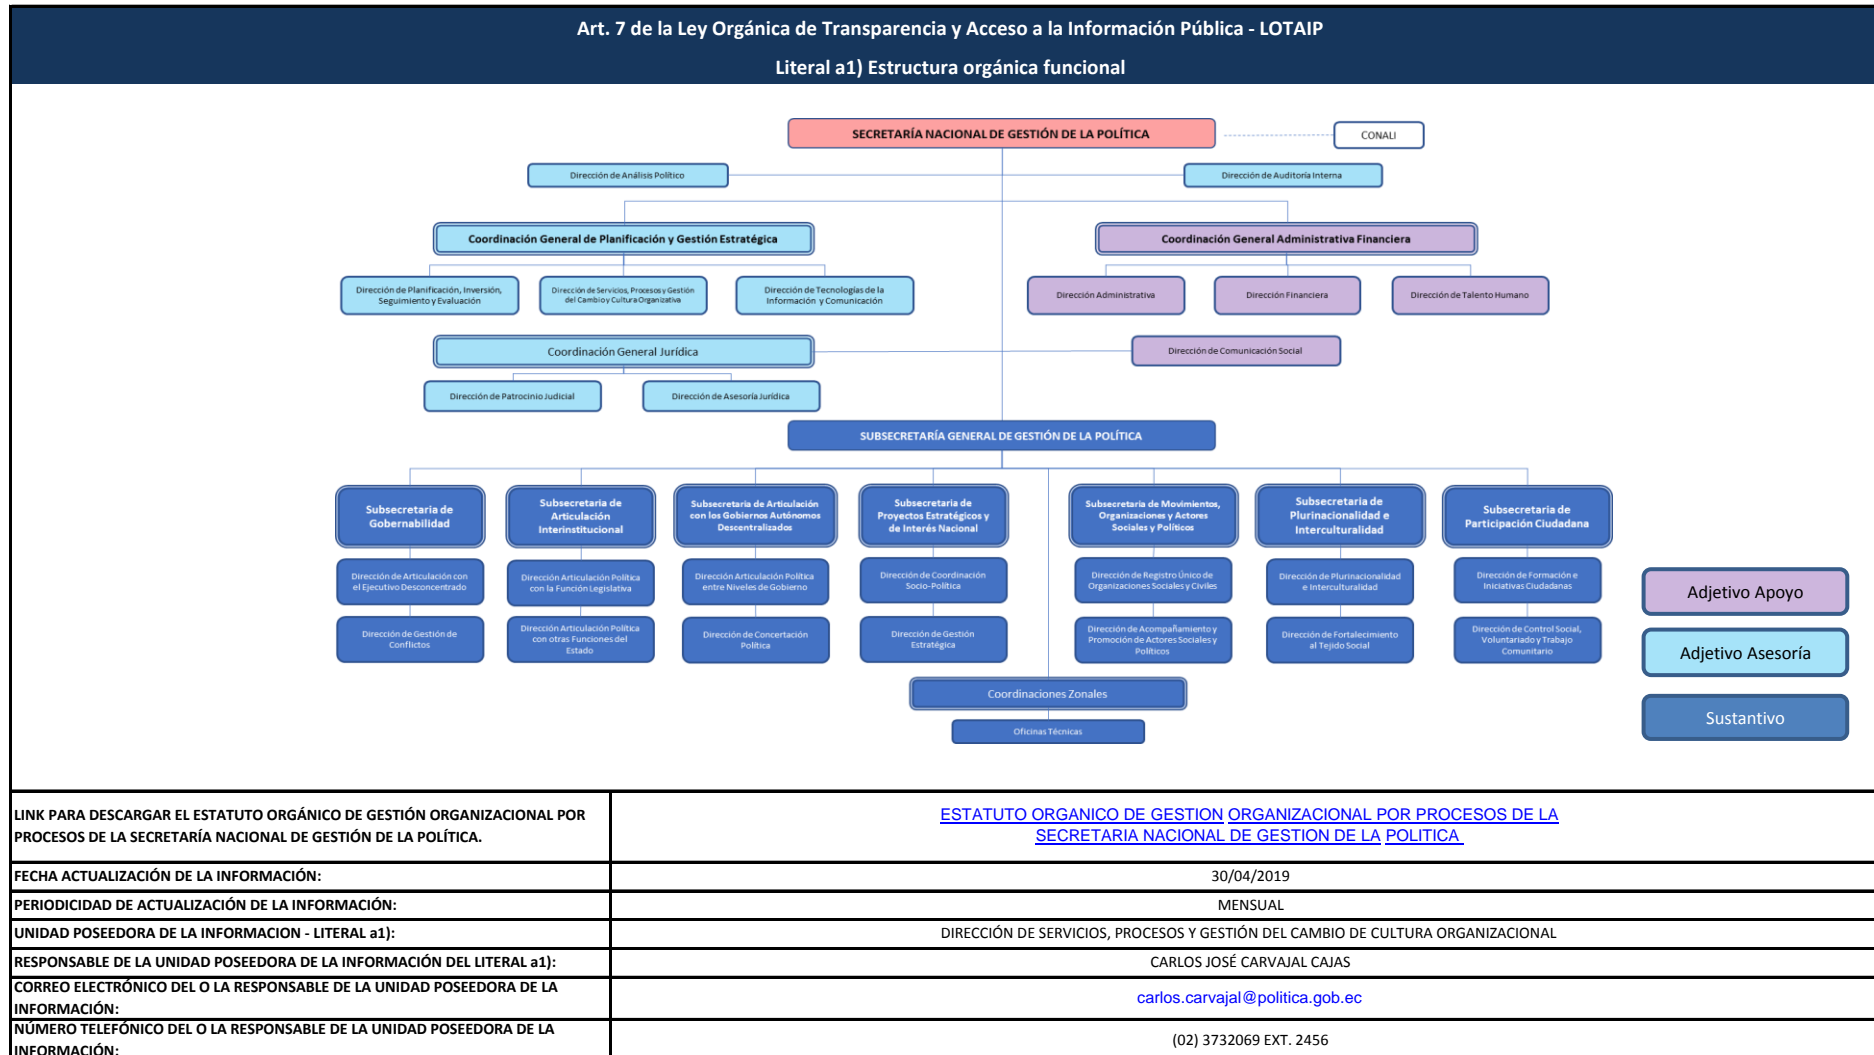 Art. 7 de la Ley Orgánica de Transparencia y Acceso a la Información Pública - LOTAIP
Literal a1) Estructura orgánica funcional
SECRETARÍA NACIONAL DE GESTIÓN DE LA POLÍTICA
CONALI
Dirección de Análisis Político
Dirección de Auditoría Interna
Coordinación General de Planificación y Gestión Estratégica
Coordinación General Administrativa Financiera
Dirección de Planificación, Inversión,
Seguimiento y Evaluación
Dirección de Servicios, Procesos y Gestión
del Cambio y Cultura Organizativa
Dirección de Tecnologías de la
Información y Comunicación
Dirección Administrativa
Dirección Financiera
Dirección de Talento Humano
Coordinación General Jurídica
Dirección de Comunicación Social
Dirección de Patrocinio Judicial
Dirección de Asesoría Jurídica
SUBSECRETARÍA GENERAL DE GESTIÓN DE LA POLÍTICA
Subsecretaria de
Gobernabilidad
Subsecretaria de
Articulación
Interinstitucional
Subsecretaria de Articulación
con los Gobiernos Autónomos
Descentralizados
Subsecretaria de
Proyectos Estratégicos y
de Interés Nacional
Subsecretaria de Movimientos,
Organizaciones y Actores
Sociales y Políticos
Subsecretaria de
Plurinacionalidad e
Interculturalidad
Subsecretaria de
Participación Ciudadana
Dirección de Articulación con
el Ejecutivo Desconcentrado
Dirección Articulación Política
con la Función Legislativa
Dirección Articulación Política
entre Niveles de Gobierno
Dirección de Coordinación
Socio-Política
Dirección de Registro Único de
Organizaciones Sociales y Civiles
Dirección de Plurinacionalidad
e Interculturalidad
Dirección de Formación e
Iniciativas Ciudadanas
Dirección de Gestión de
Conflictos
Dirección Articulación Política
con otras Funciones del
Estado
Dirección de Concertación
Política
Dirección de Gestión
Estratégica
Dirección de Acompañamiento y
Promoción de Actores Sociales y
Políticos
Dirección de Fortalecimiento
al Tejido Social
Dirección de Control Social,
Voluntariado y Trabajo
Comunitario
Adjetivo Apoyo
Adjetivo Asesoría
Sustantivo
Coordinaciones Zonales
Oficinas Técnicas
LINK PARA DESCARGAR EL ESTATUTO ORGÁNICO DE GESTIÓN ORGANIZACIONAL POR
PROCESOS DE LA SECRETARÍA NACIONAL DE GESTIÓN DE LA POLÍTICA.
ESTATUTO ORGANICO DE GESTION ORGANIZACIONAL POR PROCESOS DE LA
SECRETARIA NACIONAL DE GESTION DE LA POLITICA
FECHA ACTUALIZACIÓN DE LA INFORMACIÓN:
30/04/2019
PERIODICIDAD DE ACTUALIZACIÓN DE LA INFORMACIÓN:
MENSUAL
UNIDAD POSEEDORA DE LA INFORMACION - LITERAL a1):
DIRECCIÓN DE SERVICIOS, PROCESOS Y GESTIÓN DEL CAMBIO DE CULTURA ORGANIZACIONAL
RESPONSABLE DE LA UNIDAD POSEEDORA DE LA INFORMACIÓN DEL LITERAL a1):
CARLOS JOSÉ CARVAJAL CAJAS
CORREO ELECTRÓNICO DEL O LA RESPONSABLE DE LA UNIDAD POSEEDORA DE LA
INFORMACIÓN:
carlos.carvajal@politica.gob.ec
NÚMERO TELEFÓNICO DEL O LA RESPONSABLE DE LA UNIDAD POSEEDORA DE LA
INFORMACIÓN:
(02) 3732069 EXT. 2456